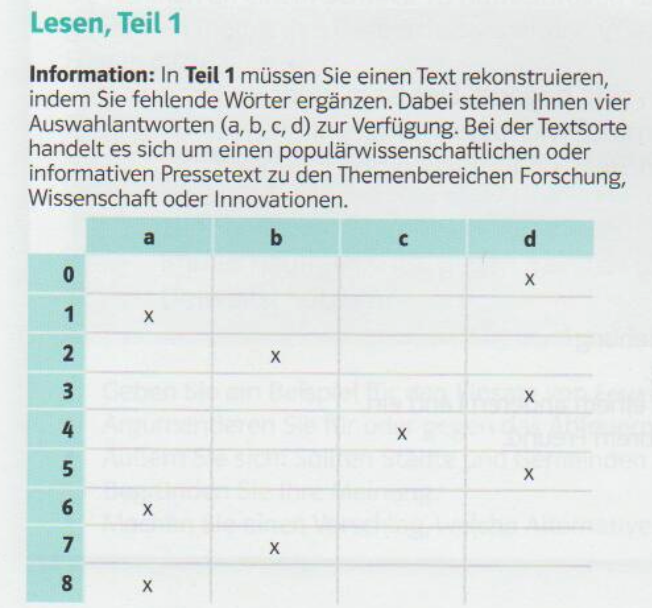 Lesen, Teil 1
Information: In Teil 1 müssen Sie einen Text rekonstruieren,
indem Sie fehlende Wörter ergänzen. Dabei stehen Ihnen vier
Auswahlantworten (a, b, c, d) zur Verfügung. Bei der Textsorte
handelt es sich um einen populärwissenschaftlichen oder
informativen Pressetext zu den Themenbereichen Forschung,
Wissenschaft oder Innovationen.
a b c d
0 x
1 x
2 x
3 x
4 x
5 x
6 x
7 x
8 x